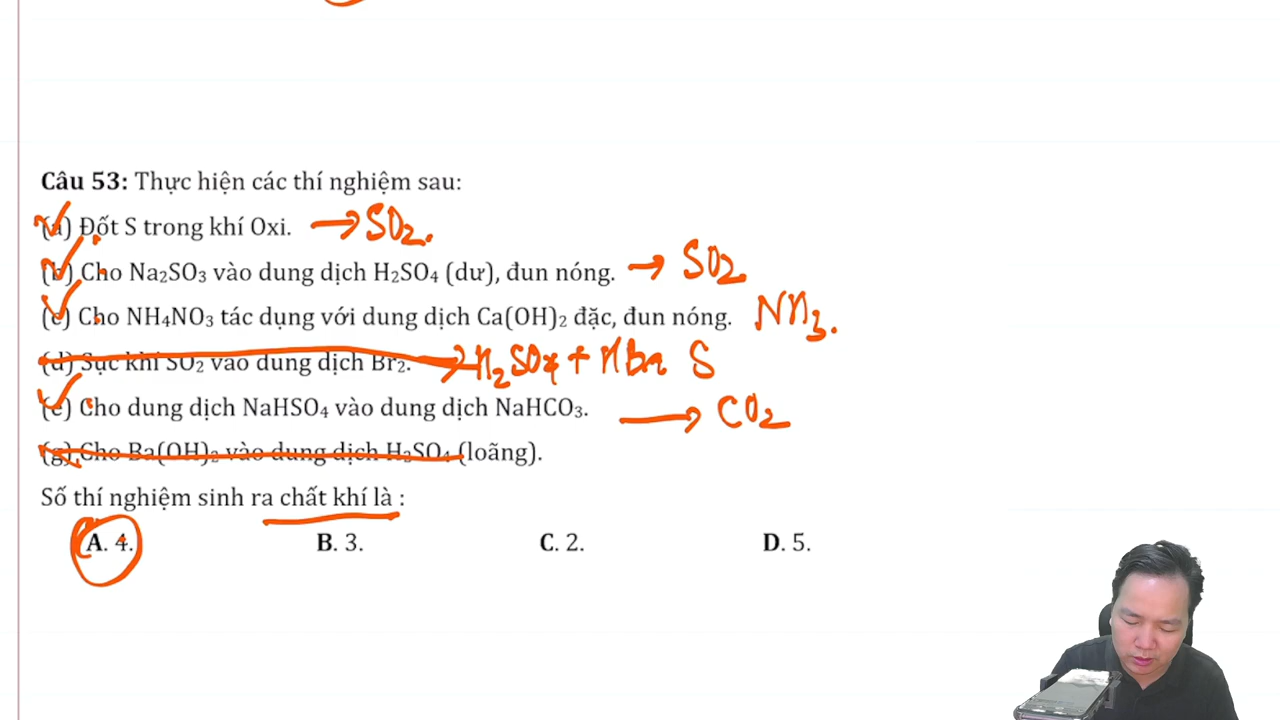 Câu 53: Thực hiện các thí nghiệm sau:
(a) Đốt S trong khí Oxi. → SO₂.
(b) Cho Na₂SO₃ vào dung dịch H₂SO₄ (dư), đun nóng. → SO₂
(c) Cho NH₄NO₃ tác dụng với dung dịch Ca(OH)₂ đặc, đun nóng. NH₃.
(d) Sục khí SO₂ vào dung dịch Br₂. → H₂SO₄ + HBr S
(e) Cho dung dịch NaHSO₄ vào dung dịch NaHCO₃. → CO₂
(g) Cho Ba(OH)₂ vào dung dịch H₂SO₄ (loãng).
Số thí nghiệm sinh ra chất khí là :
A. 4. B. 3. C. 2. D. 5.